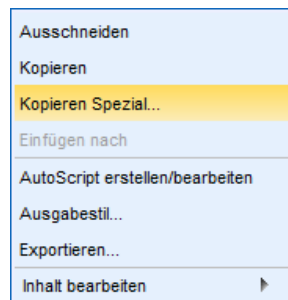 Ausschneiden
Kopieren
Kopieren Spezial...
Einfügen nach
AutoScript erstellen/bearbeiten
Ausgabestil...
Exportieren...
Inhalt bearbeiten